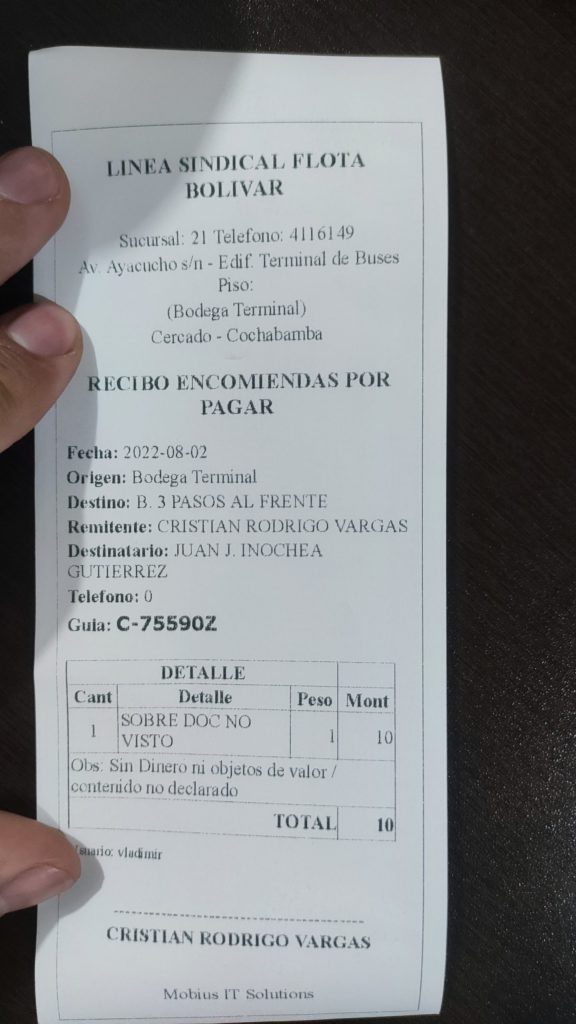 LINEA SINDICAL FLOTA
BOLIVAR
Sucursal: 21 Telefono: 4116149
Av. Ayacucho s/n - Edif. Terminal de Buses
Piso:
(Bodega Terminal)
Cercado - Cochabamba
RECIBO ENCOMIENDAS POR
PAGAR
Fecha: 2022-08-02
Origen: Bodega Terminal
Destino: B. 3 PASOS AL FRENTE
Remitente: CRISTIAN RODRIGO VARGAS
Destinatario: JUAN J. INOCHEA
GUTIERREZ
Telefono: 0
Guia: C-75590Z
DETALLE
Cant Detalle Peso Mont
1 SOBRE DOC NO VISTO 1 10
Obs: Sin Dinero ni objetos de valor /
contenido no declarado
TOTAL 10
suario: vladimir
CRISTIAN RODRIGO VARGAS
Mobius IT Solutions